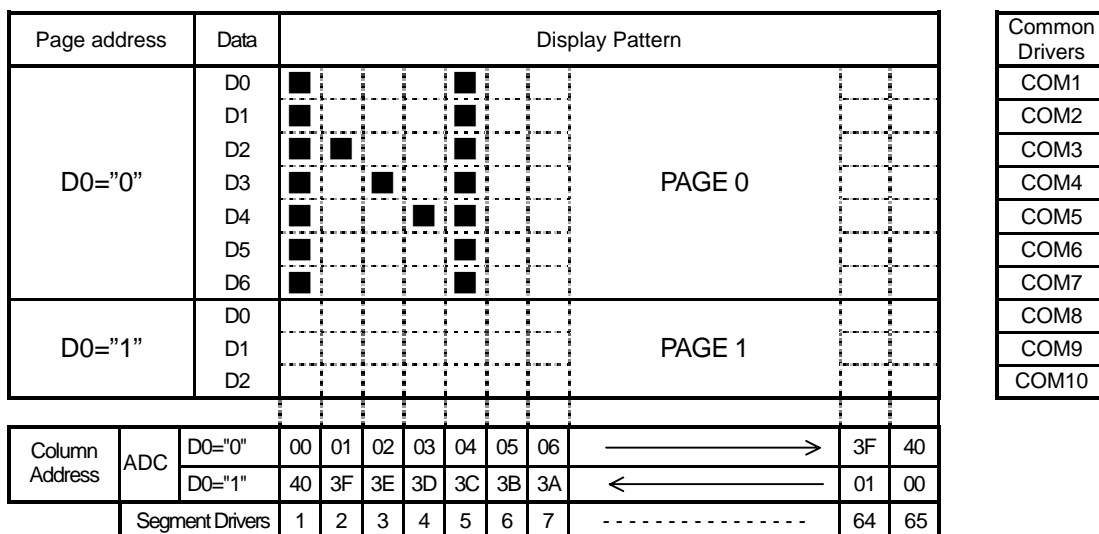 Page address Data Display Pattern Common Drivers
D0 COM1
D1 COM2
D2 COM3
D0=”0” D3 PAGE 0 COM4
D4 COM5
D5 COM6
D6 COM7
D0 COM8
D0=”1” D1 PAGE 1 COM9
D2 COM10
Column Address ADC D0="0" 00 01 02 03 04 05 06 3F 40
D0="1" 40 3F 3E 3D 3C 3B 3A 01 00
Segment Drivers 1 2 3 4 5 6 7 64 65